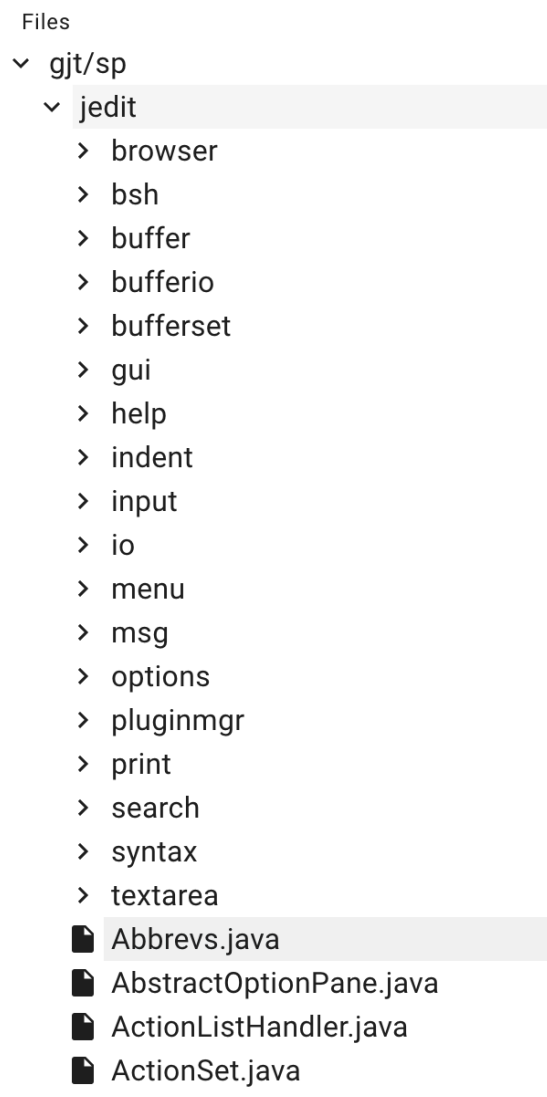 Files
gjt/sp
jedit
browser
bsh
buffer
bufferio
bufferset
gui
help
indent
input
io
menu
msg
options
pluginmgr
print
search
syntax
textarea
Abbrevs.java
AbstractOptionPane.java
ActionListHandler.java
ActionSet.java